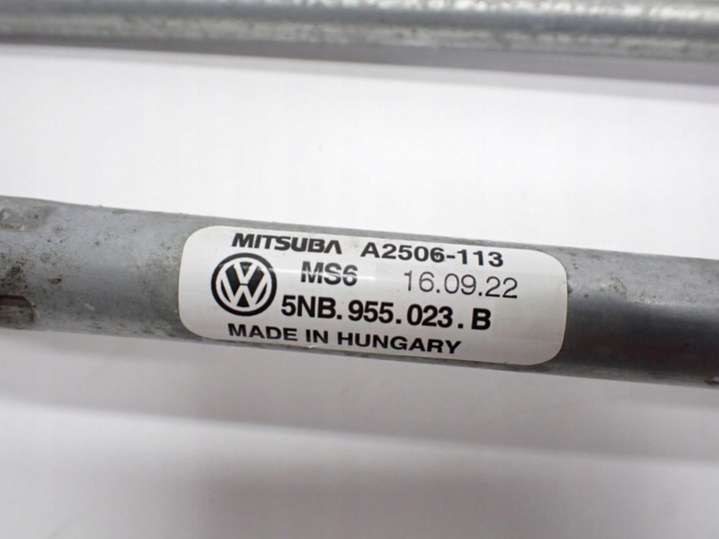 MITSUBA A2506-113
MS6 16.09.22
5NB.955.023.B
MADE IN HUNGARY